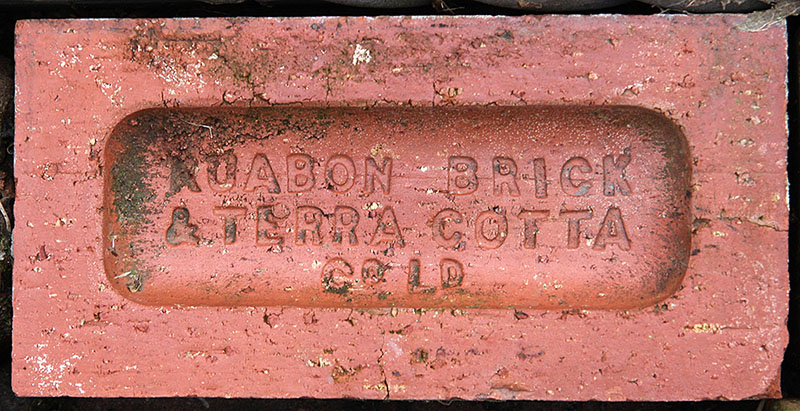 RUABON BRICK
& TERRA COTTA
Co LD